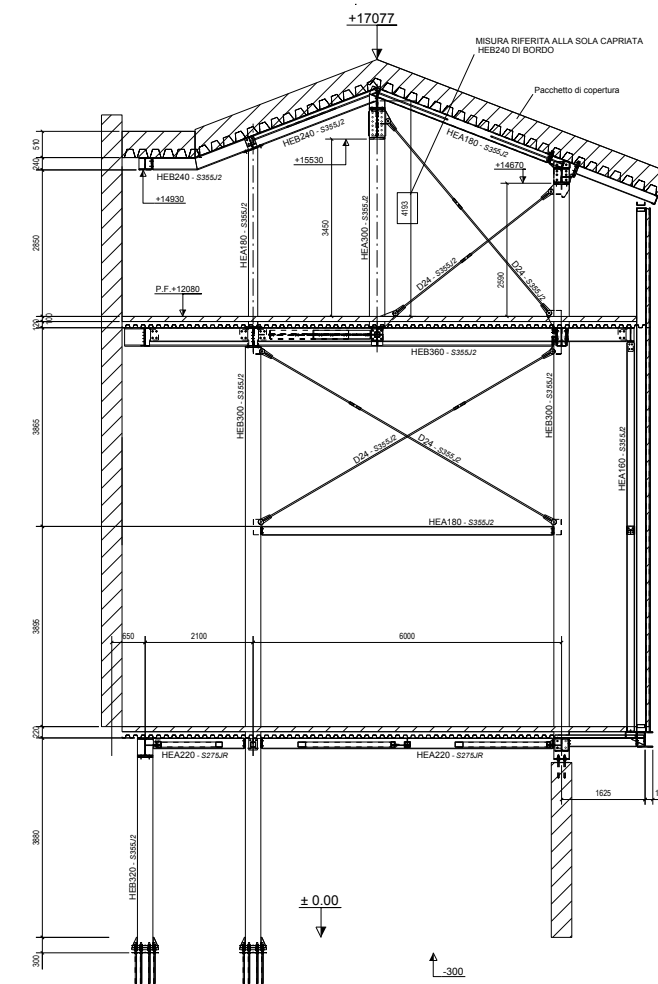 +17077
MISURA RIFERITA ALLA SOLA CAPRIATA
HEB240 DI BORDO
Pacchetto di copertura
510
240
HEB240 - S355J2
HEA180 - S355J2
HEB240 - S355J2
+15530
+14670
+14930
2850
HEA180 - S355J2
3450
HEA300 - S355J2
4193
D24 - S355J2
D24 - S355J2
2590
P.F.+12080
120
100
HEB360 - S355J2
3865
HEB300 - S355J2
D24 - S355J2
D24 - S355J2
HEB300 - S355J2
HEA160 - S355J2
HEA180 - S355J2
3895
650
2100
6000
220
HEA220 - S275JR
HEA220 - S275JR
1625
3880
HEB320 - S355J2
± 0.00
300
-300